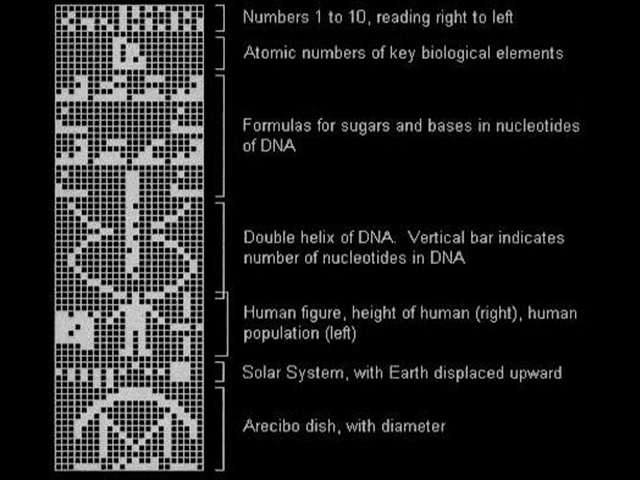 Numbers 1 to 10, reading right to left
Atomic numbers of key biological elements
Formulas for sugars and bases in nucleotides
of DNA
Double helix of DNA.  Vertical bar indicates
number of nucleotides in DNA
Human figure, height of human (right), human
population (left)
Solar System, with Earth displaced upward
Arecibo dish, with diameter